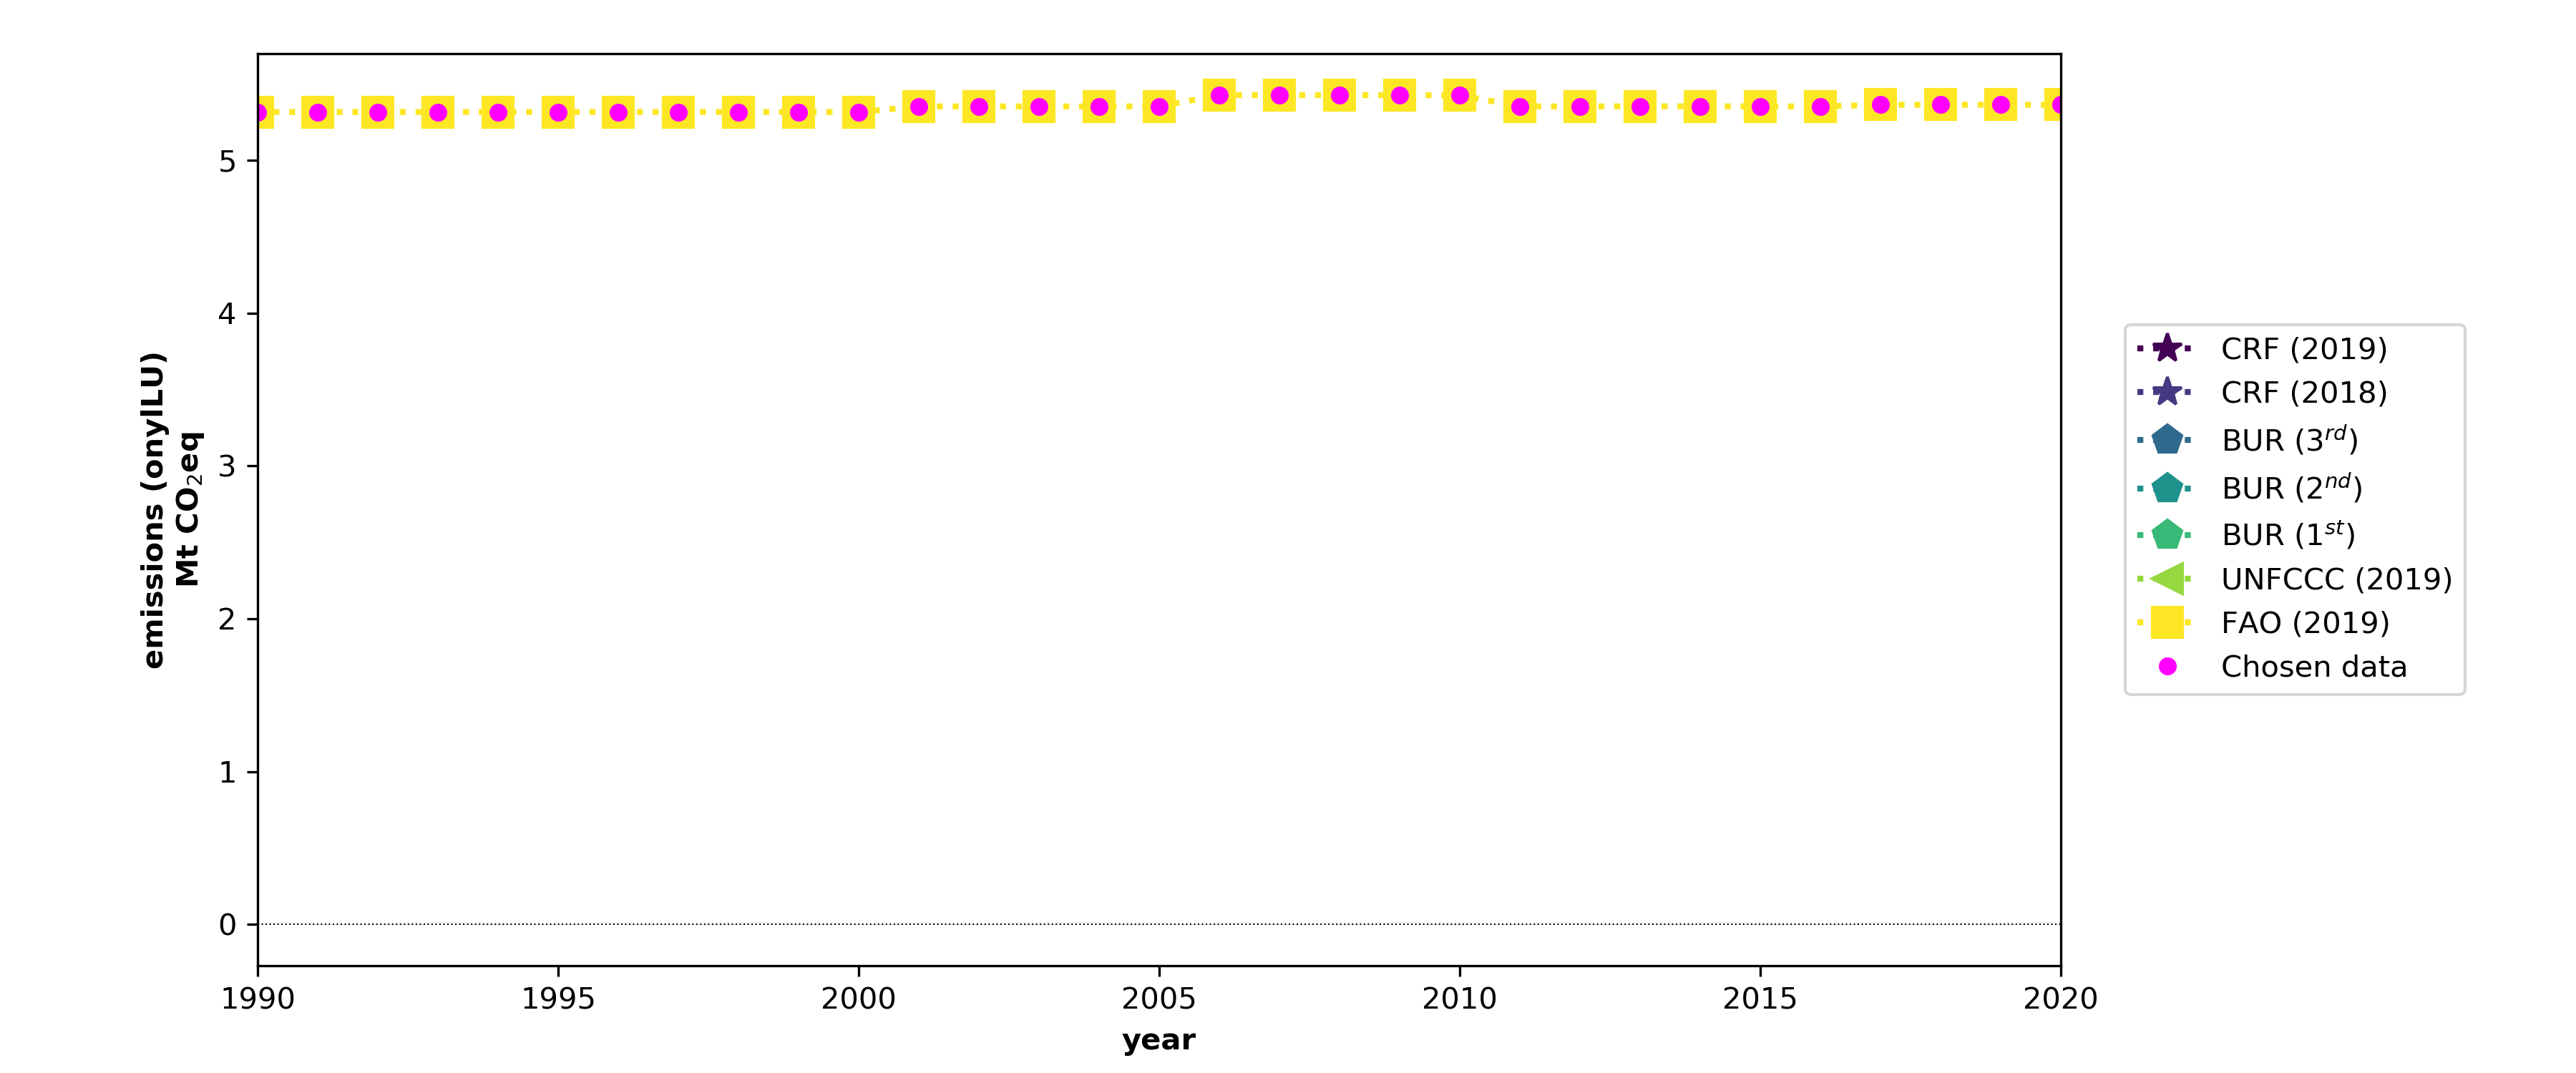 emissions (onylLU)
Mt CO₂eq
5
4
3
2
1
0
1990 1995 2000 2005 2010 2015 2020
year
CRF (2019)
CRF (2018)
BUR (3ʳᵈ)
BUR (2ⁿᵈ)
BUR (1ˢᵗ)
UNFCCC (2019)
FAO (2019)
Chosen data